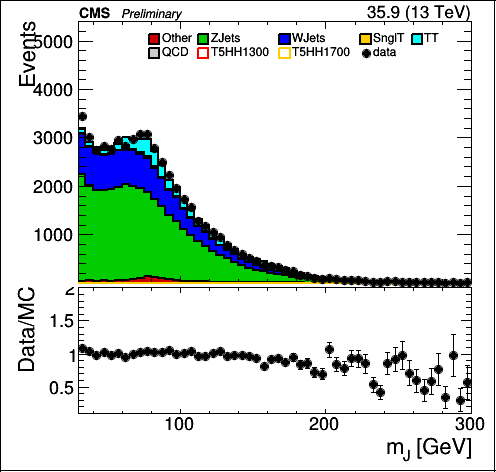 CMS Preliminary 35.9 (13 TeV)
Events
5000
4000
3000
2000
1000
Other ZJets WJets SnglT TT
QCD T5HH1300 T5HH1700 data
Data/MC
2
1.5
1
0.5
100 200 300
mJ [GeV]